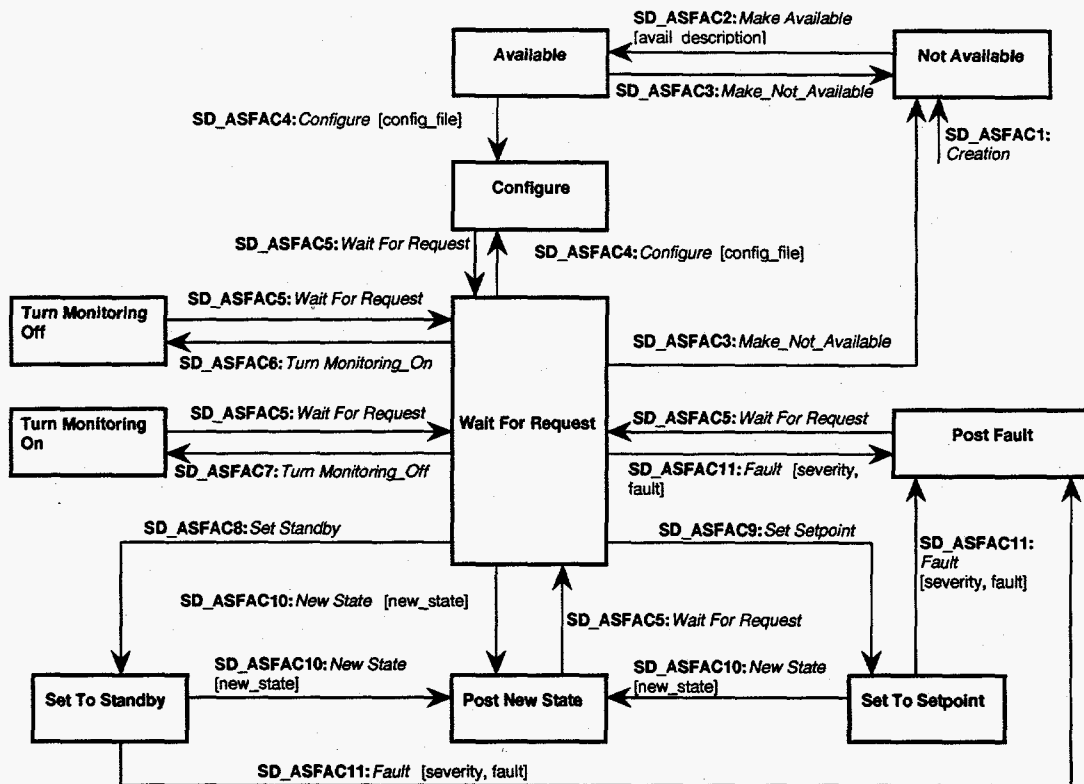 SD_ASFAC2: Make Available
[avail_description]
Available
Not Available
SD_ASFAC3: Make_Not_Available
SD_ASFAC4: Configure [config_file]
SD_ASFAC1:
Creation
Configure
SD_ASFAC5: Wait For Request
SD_ASFAC4: Configure [config_file]
Turn Monitoring
Off
SD_ASFAC5: Wait For Request
SD_ASFAC6: Turn Monitoring_On
SD_ASFAC3: Make_Not_Available
Turn Monitoring
On
SD_ASFAC5: Wait For Request
SD_ASFAC7: Turn Monitoring_Off
Wait For Request
SD_ASFAC5: Wait For Request
Post Fault
SD_ASFAC11: Fault [severity,
fault]
SD_ASFAC8: Set Standby
SD_ASFAC9: Set Setpoint
SD_ASFAC11:
Fault
[severity, fault]
SD_ASFAC10: New State [new_state]
SD_ASFAC5: Wait For Request
SD_ASFAC10: New State
[new_state]
SD_ASFAC10: New State
[new_state]
Set To Standby
Post New State
Set To Setpoint
SD_ASFAC11: Fault [severity, fault]